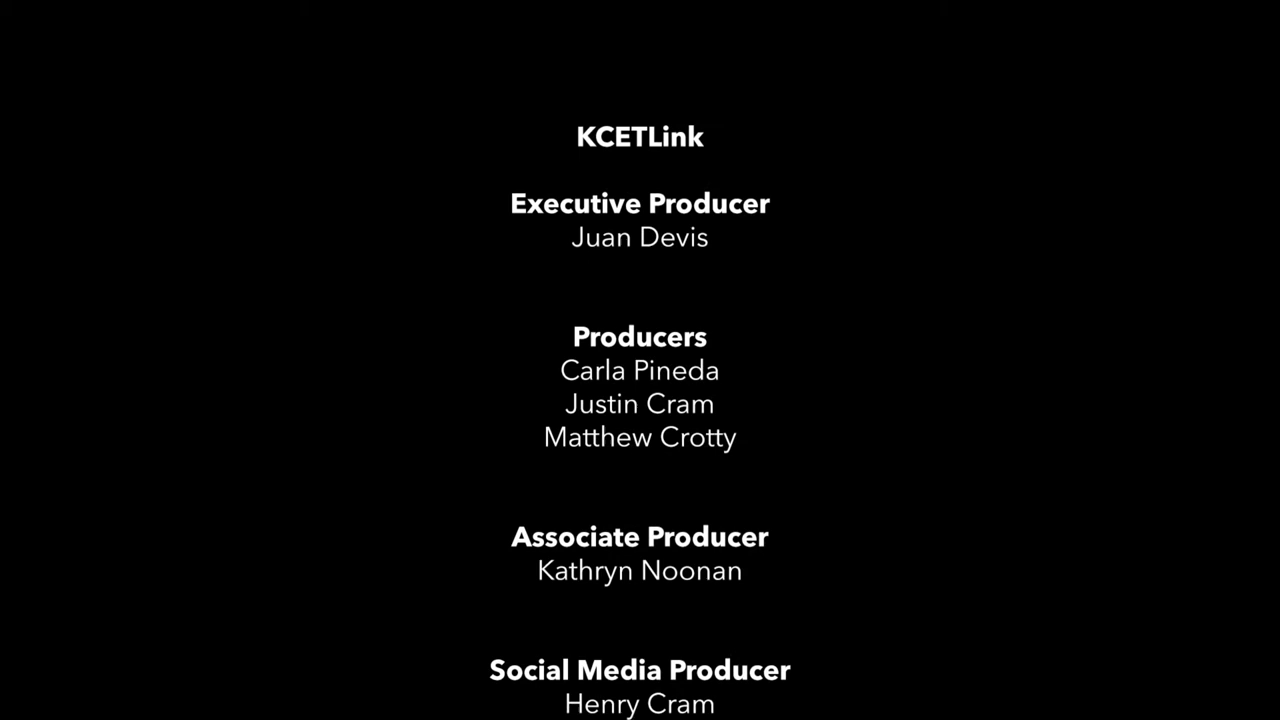 KCETLink
Executive Producer
Juan Devis
Producers
Carla Pineda
Justin Cram
Matthew Crotty
Associate Producer
Kathryn Noonan
Social Media Producer
Henry Cram